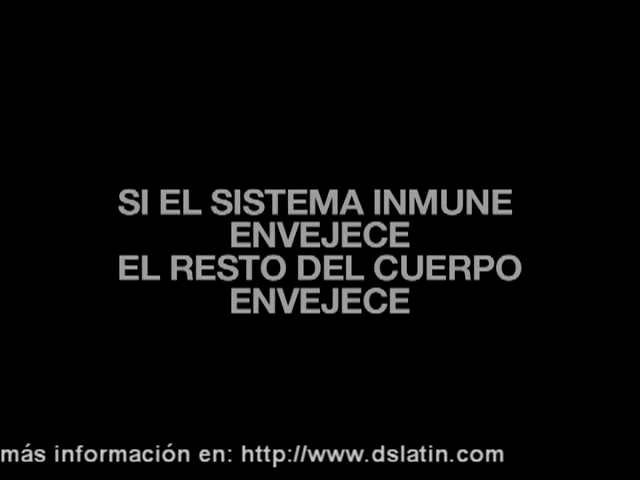 SI EL SISTEMA INMUNE
ENVEJECE
EL RESTO DEL CUERPO
ENVEJECE
más información en: http://www.dslatin.com